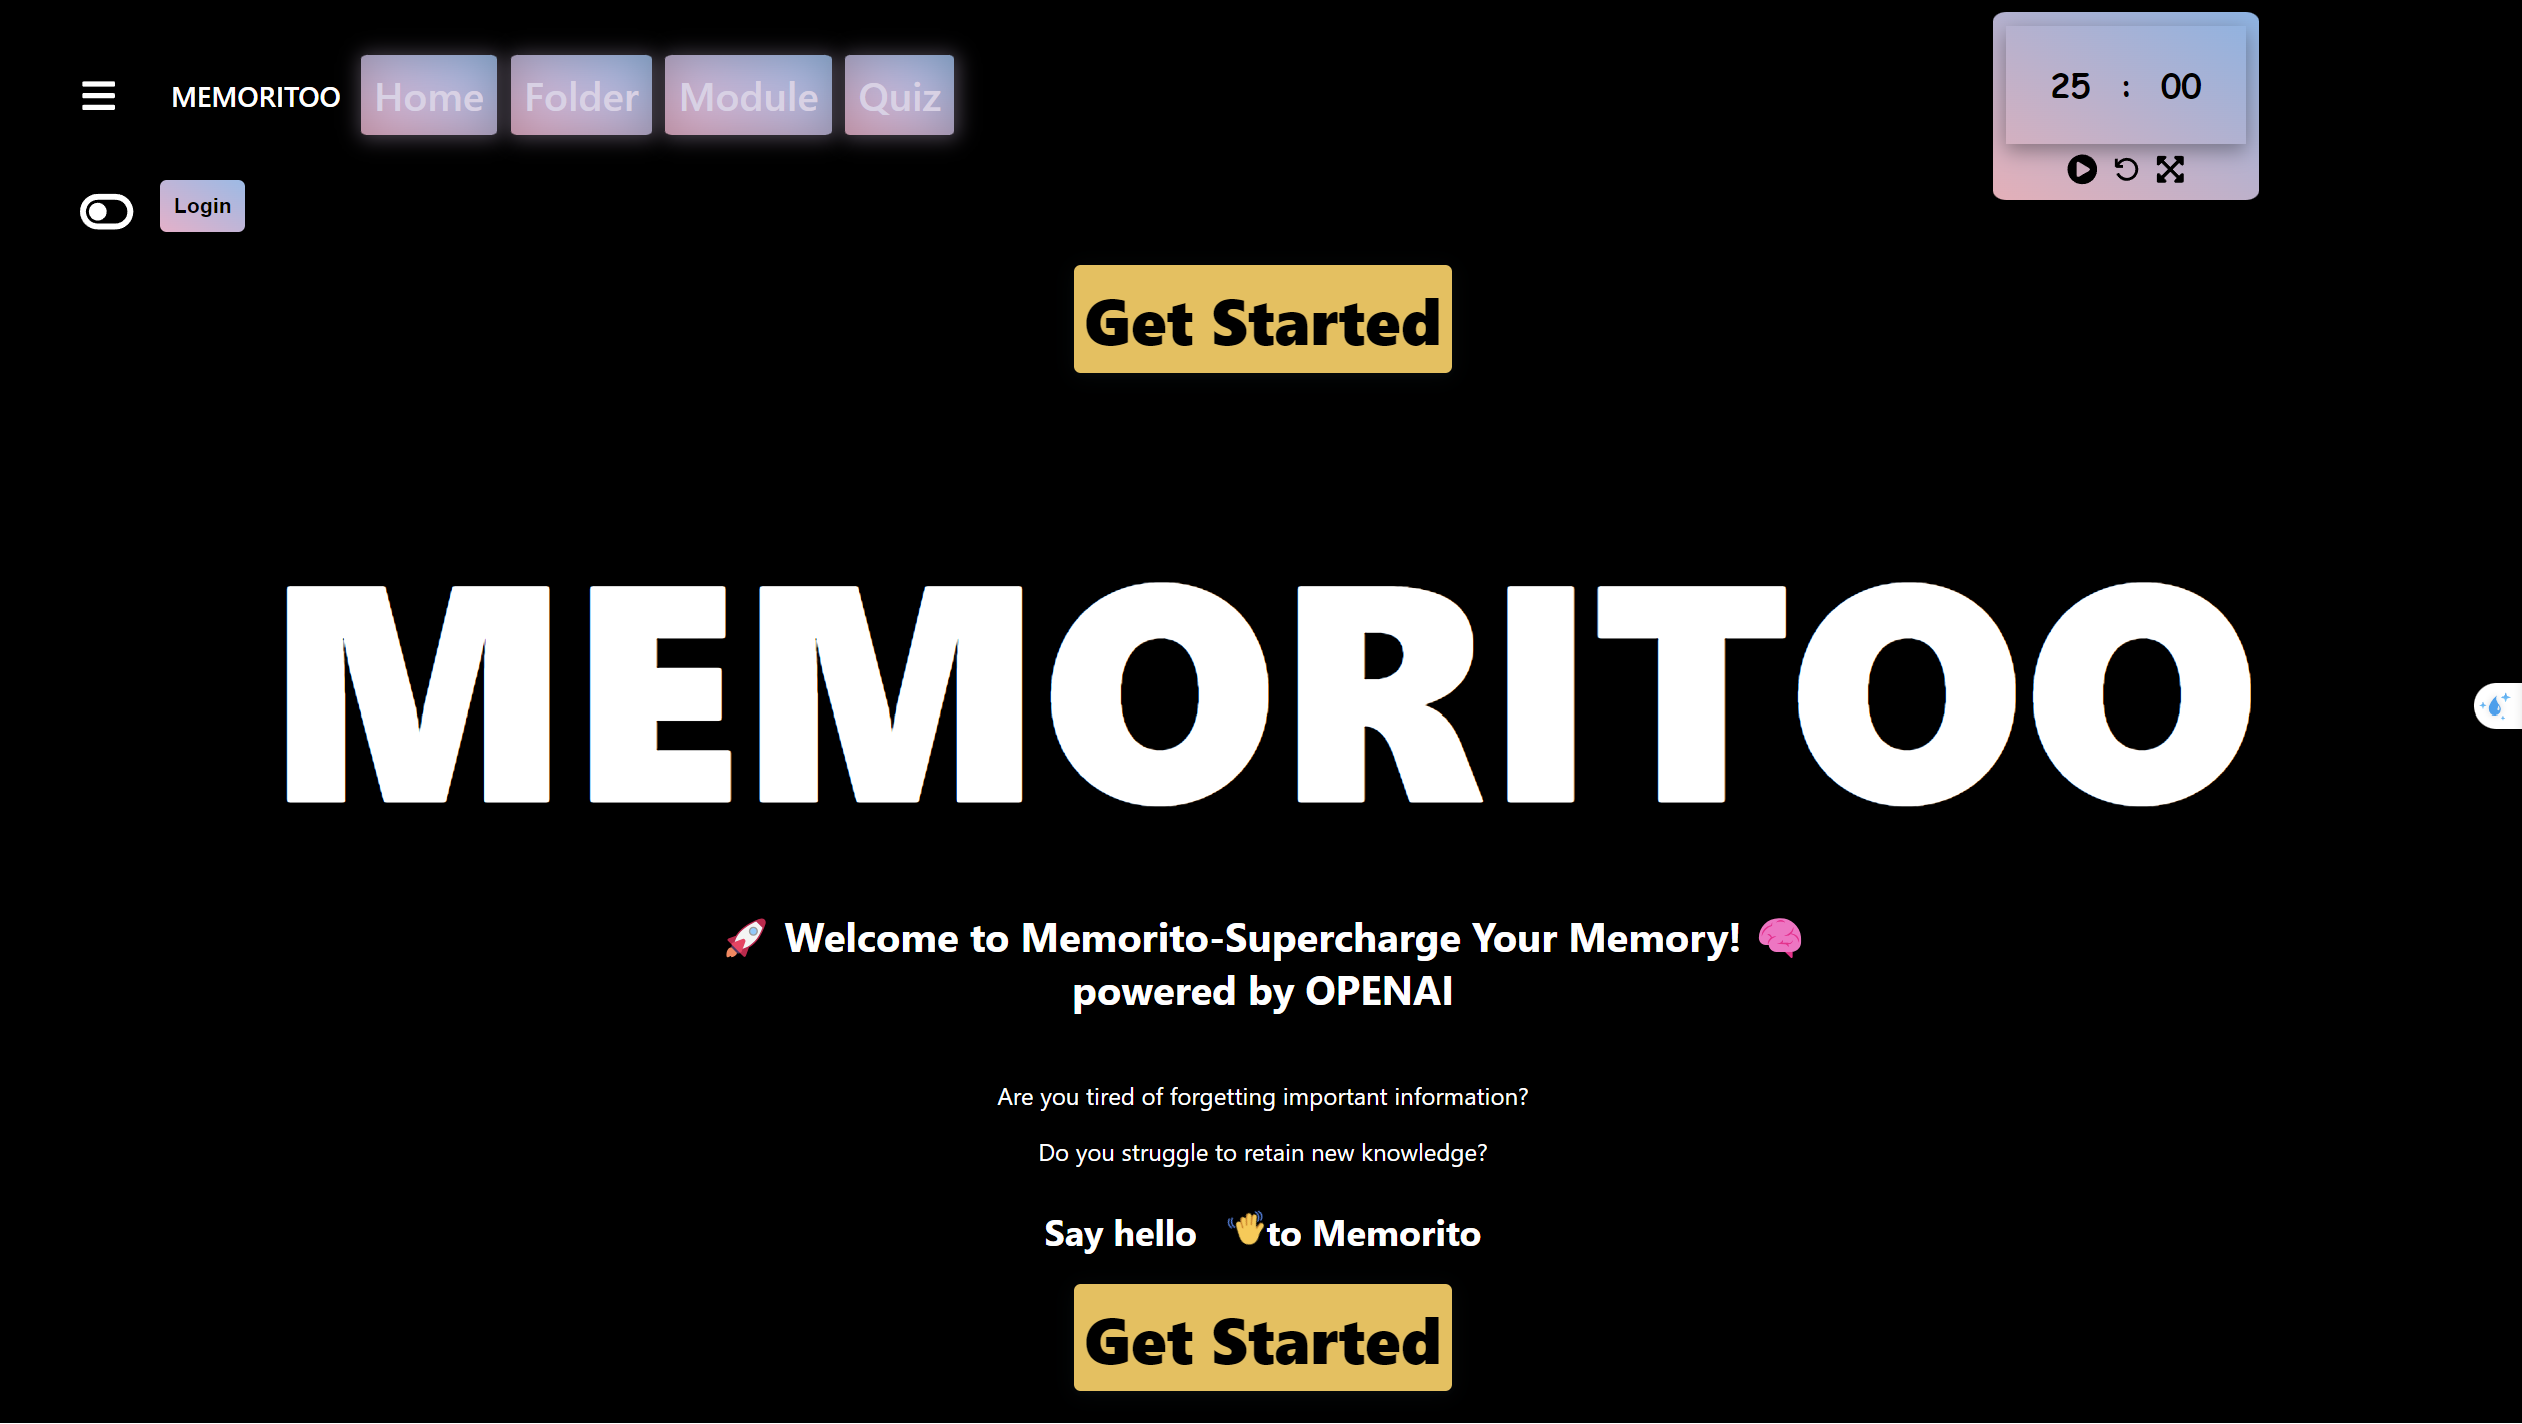 MEMORITOO Home Folder Module Quiz
25 : 00
Login
Get Started
MEMORITOO
🚀 Welcome to Memorito-Supercharge Your Memory! 🧠
powered by OPENAI
Are you tired of forgetting important information?
Do you struggle to retain new knowledge?
Say hello 👋to Memorito
Get Started